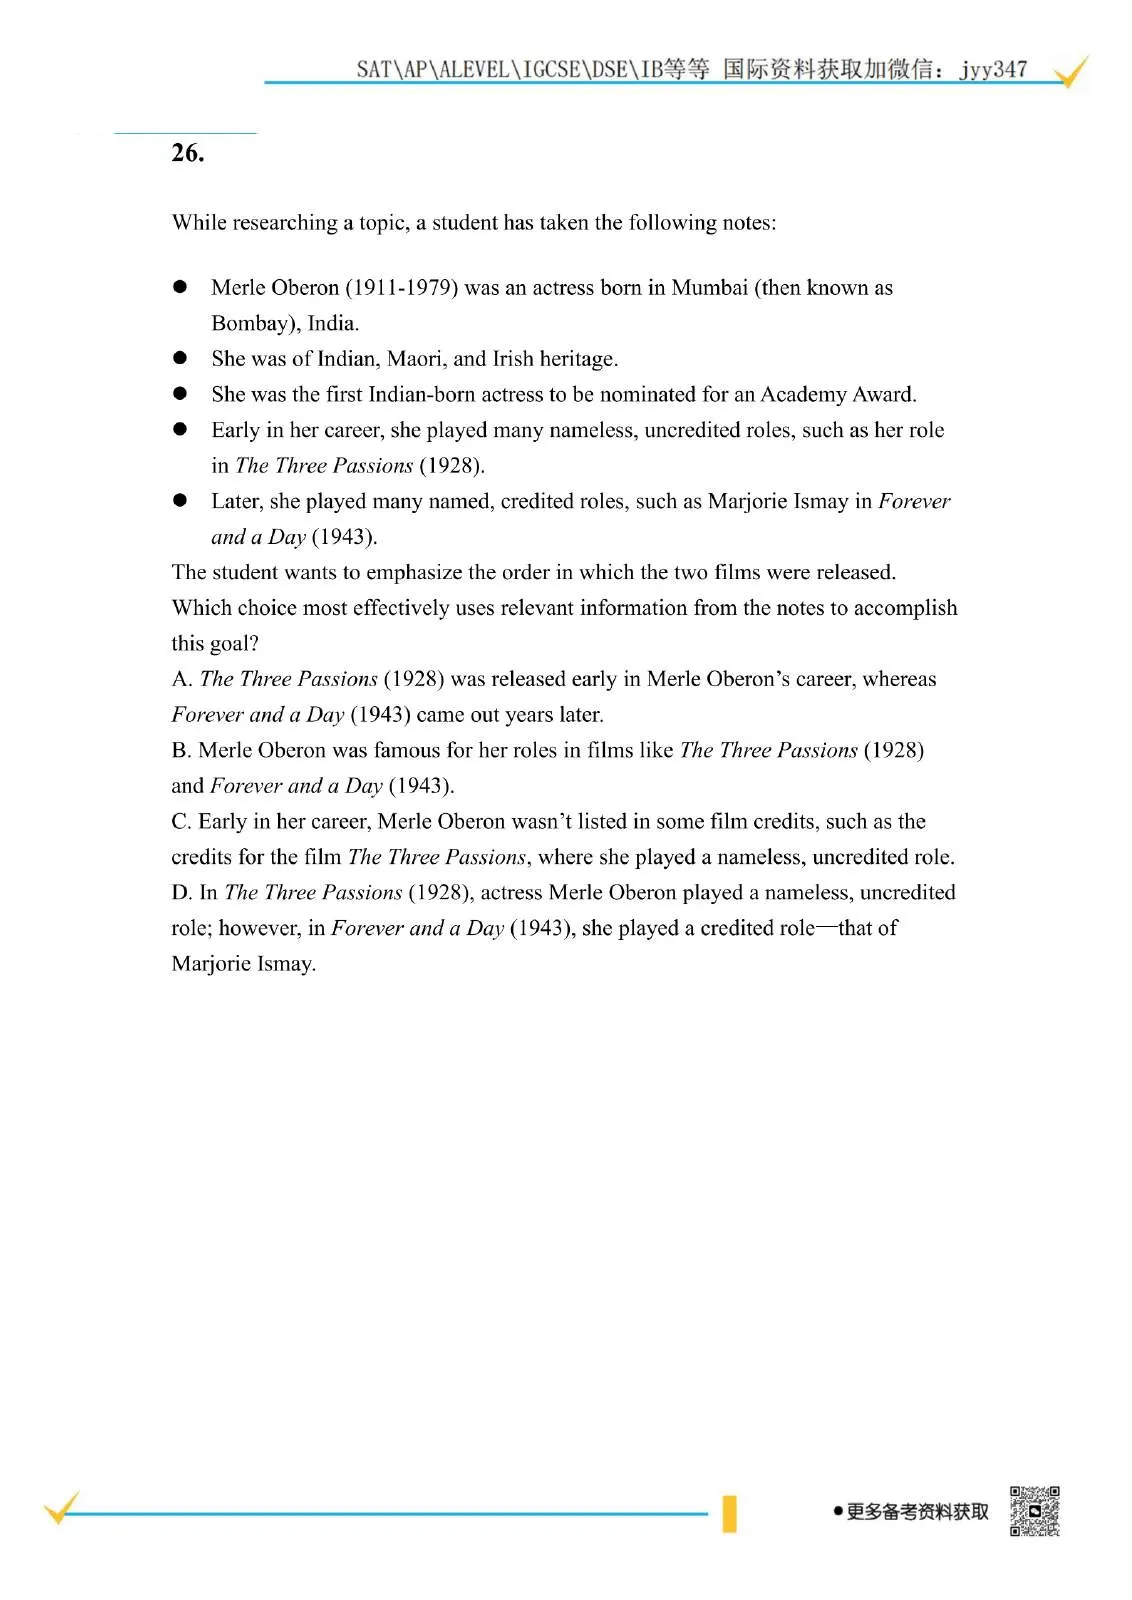 SAT\AP\ALEVEL\IGCSE\DSE\IB等等 国际资料获取加微信：jyy347
26.
While researching a topic, a student has taken the following notes:
● Merle Oberon (1911-1979) was an actress born in Mumbai (then known as
Bombay), India.
● She was of Indian, Maori, and Irish heritage.
● She was the first Indian-born actress to be nominated for an Academy Award.
● Early in her career, she played many nameless, uncredited roles, such as her role
in The Three Passions (1928).
● Later, she played many named, credited roles, such as Marjorie Ismay in Forever
and a Day (1943).
The student wants to emphasize the order in which the two films were released.
Which choice most effectively uses relevant information from the notes to accomplish
this goal?
A. The Three Passions (1928) was released early in Merle Oberon’s career, whereas
Forever and a Day (1943) came out years later.
B. Merle Oberon was famous for her roles in films like The Three Passions (1928)
and Forever and a Day (1943).
C. Early in her career, Merle Oberon wasn’t listed in some film credits, such as the
credits for the film The Three Passions, where she played a nameless, uncredited role.
D. In The Three Passions (1928), actress Merle Oberon played a nameless, uncredited
role; however, in Forever and a Day (1943), she played a credited role—that of
Marjorie Ismay.
●更多备考资料获取